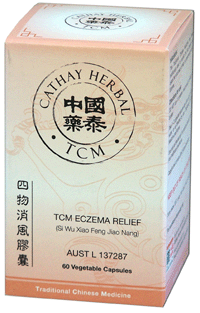 CATHAY HERBAL
中國
藥泰
· TCM ·
四物消風膠囊
TCM ECZEMA RELIEF
(Si Wu Xiao Feng Jiao Nang)
AUST L 137287
60 Vegetable Capsules
Traditional Chinese Medicine